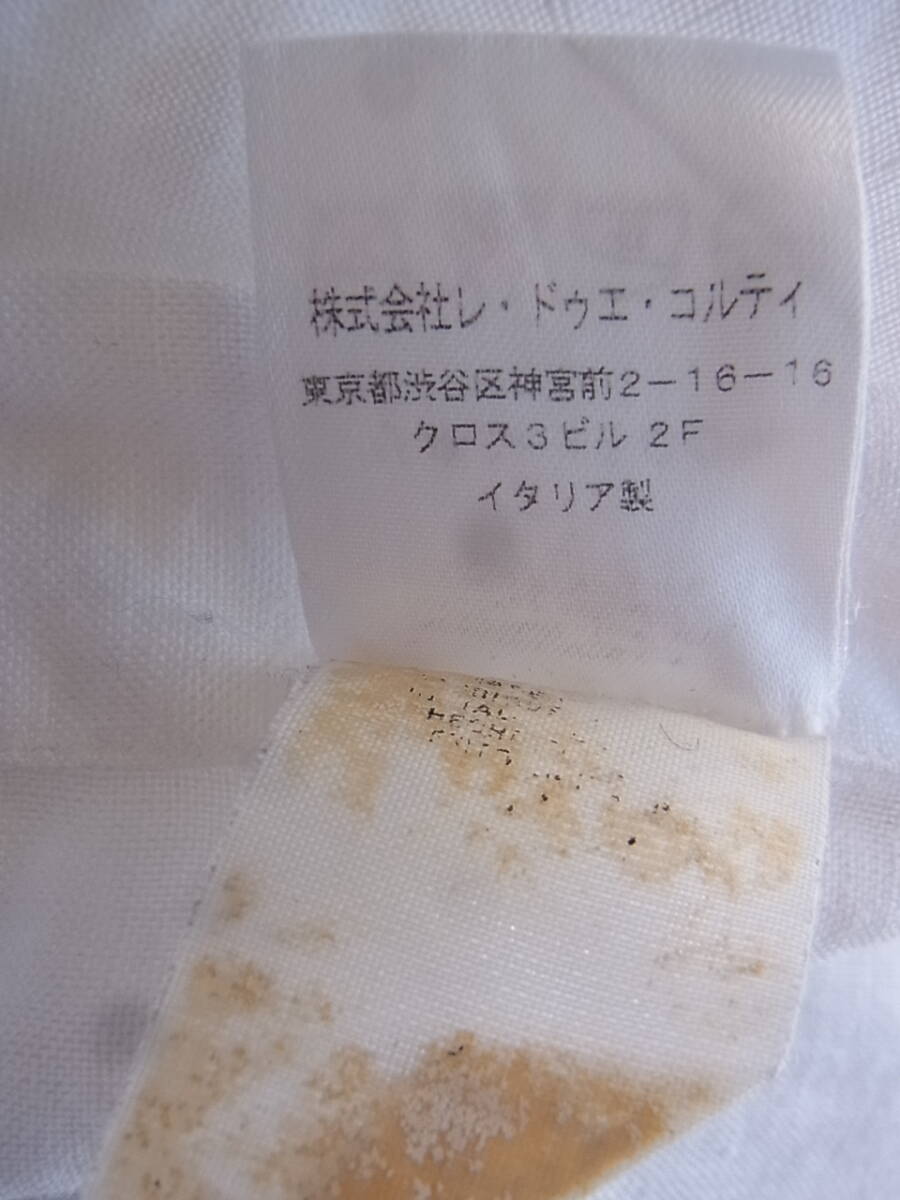 株式会社レ・ドゥエ・コルティ
東京都渋谷区神宮前2-16-16
クロス3ビル 2F
イタリア製